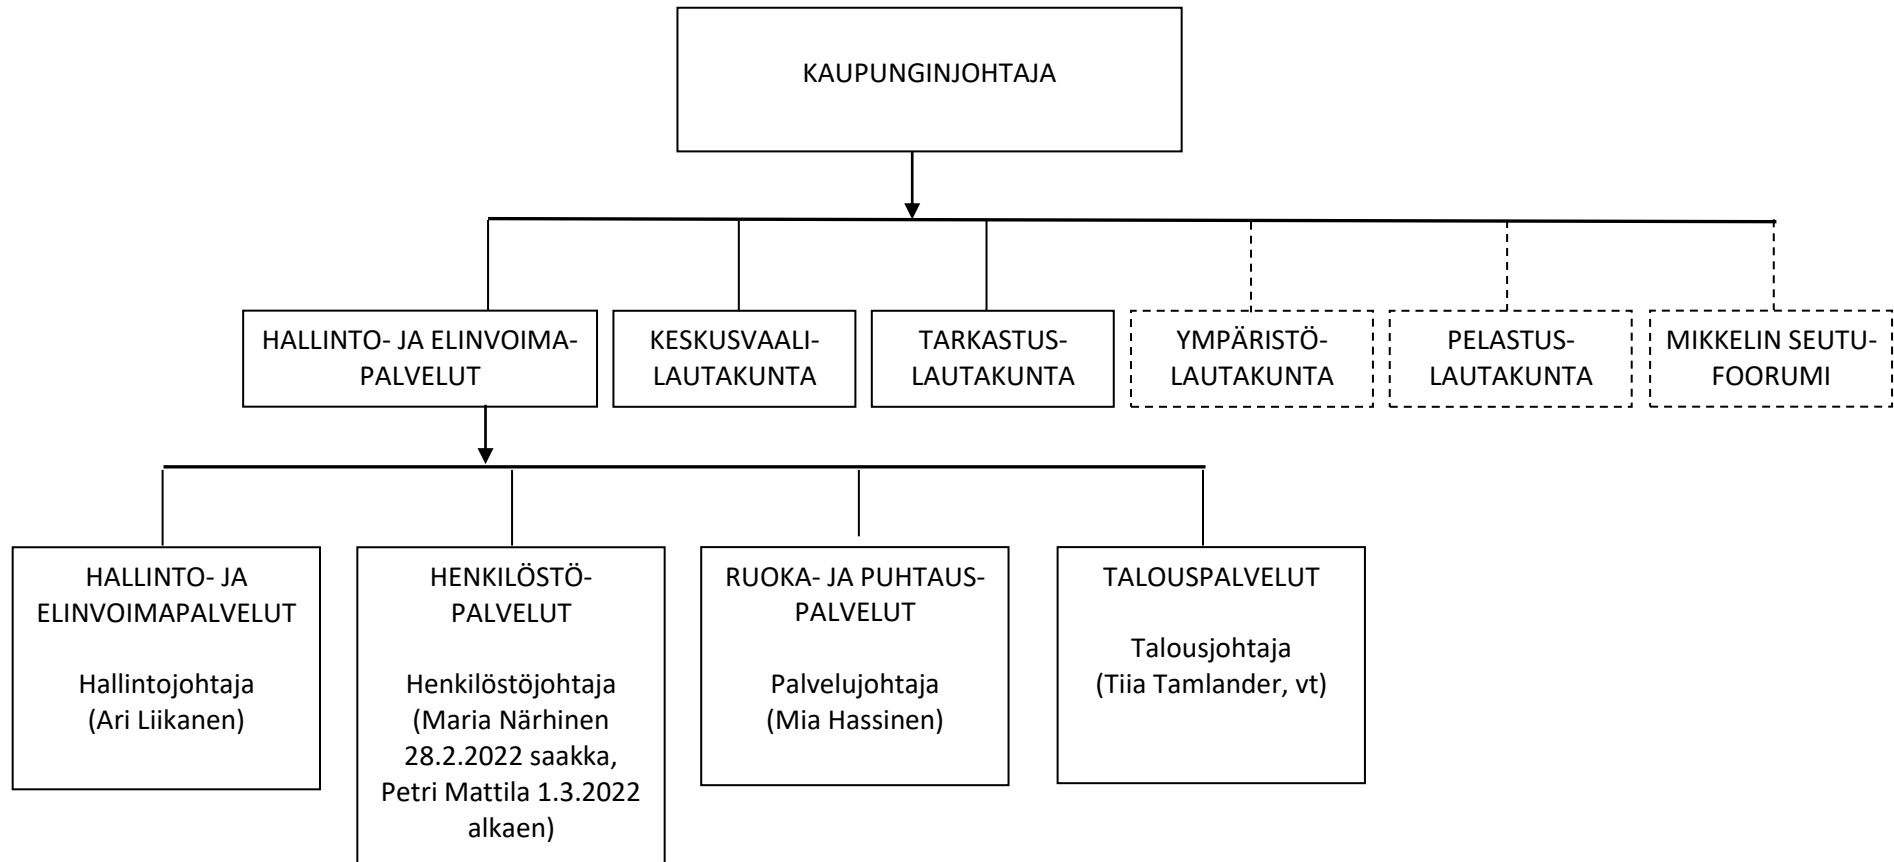 KAUPUNGINJOHTAJA
HALLINTO- JA ELINVOIMA-
PALVELUT
KESKUSVAALI-
LAUTAKUNTA
TARKASTUS-
LAUTAKUNTA
YMPÄRISTÖ-
LAUTAKUNTA
PELASTUS-
LAUTAKUNTA
MIKKELIN SEUTU-
FOORUMI
HALLINTO- JA
ELINVOIMAPALVELUT
Hallintojohtaja
(Ari Liikanen)
HENKILÖSTÖ-
PALVELUT
Henkilöstöjohtaja
(Maria Närhinen
28.2.2022 saakka,
Petri Mattila 1.3.2022
alkaen)
RUOKA- JA PUHTAUS-
PALVELUT
Palvelujohtaja
(Mia Hassinen)
TALOUSPALVELUT
Talousjohtaja
(Tiia Tamlander, vt)